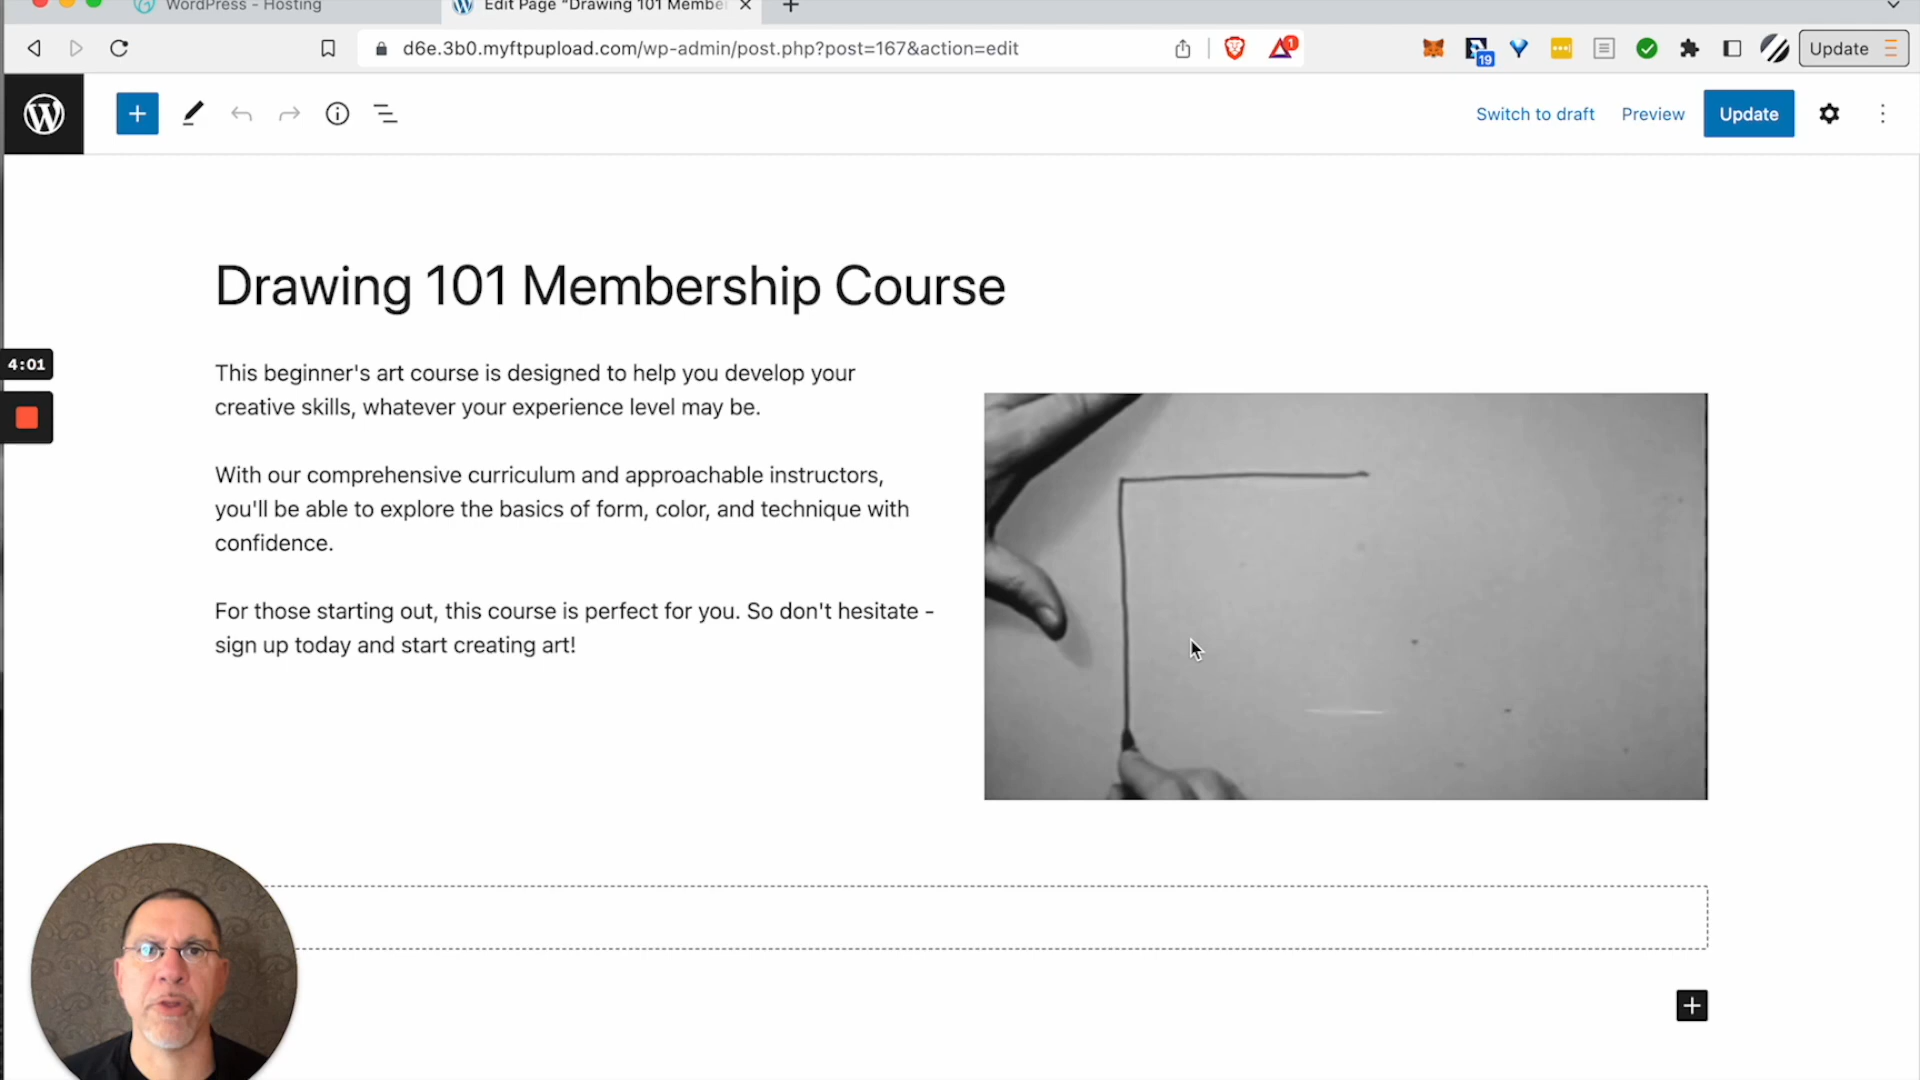 WordPress - Hosting
Edit Page "Drawing 101 Membe
d6e.3b0.myftpupload.com/wp-admin/post.php?post=167&action=edit
1
19
Update
Switch to draft
Preview
Update
Drawing 101 Membership Course
4:01
This beginner's art course is designed to help you develop your
creative skills, whatever your experience level may be.
With our comprehensive curriculum and approachable instructors,
you'll be able to explore the basics of form, color, and technique with
confidence.
For those starting out, this course is perfect for you. So don't hesitate -
sign up today and start creating art!